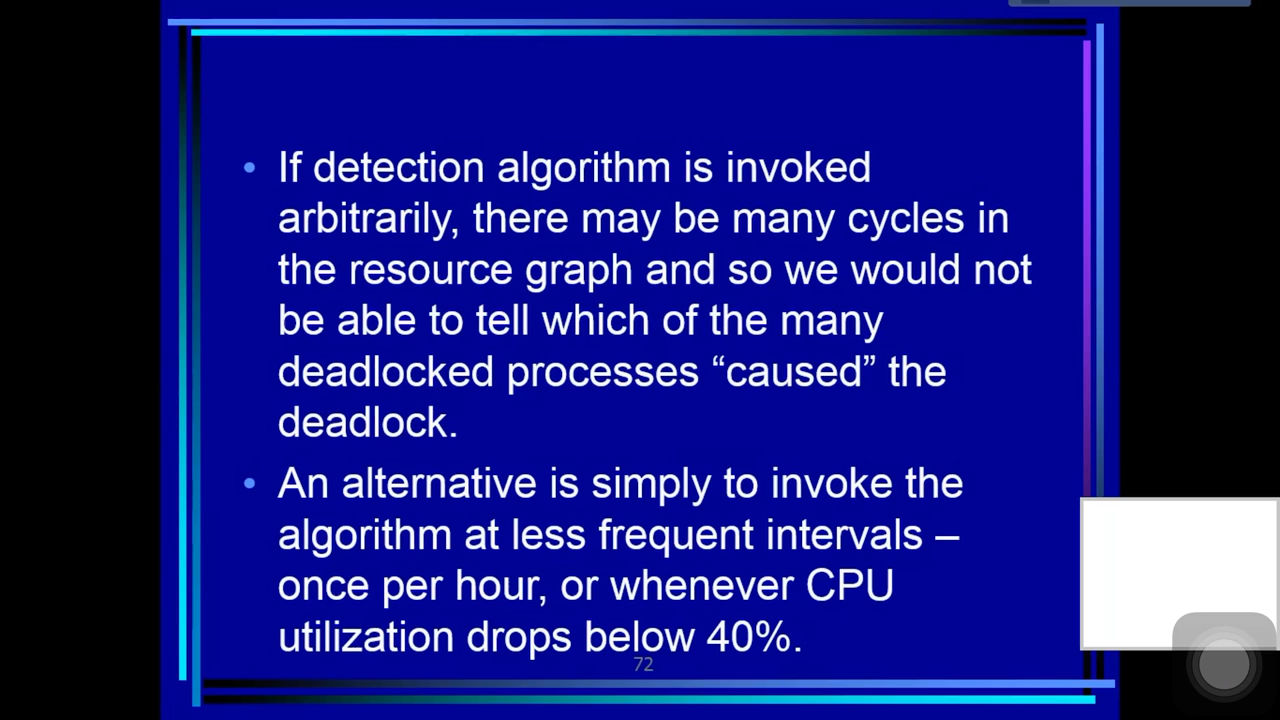 • If detection algorithm is invoked
arbitrarily, there may be many cycles in
the resource graph and so we would not
be able to tell which of the many
deadlocked processes “caused” the
deadlock.
• An alternative is simply to invoke the
algorithm at less frequent intervals –
once per hour, or whenever CPU
utilization drops below 40%.
72